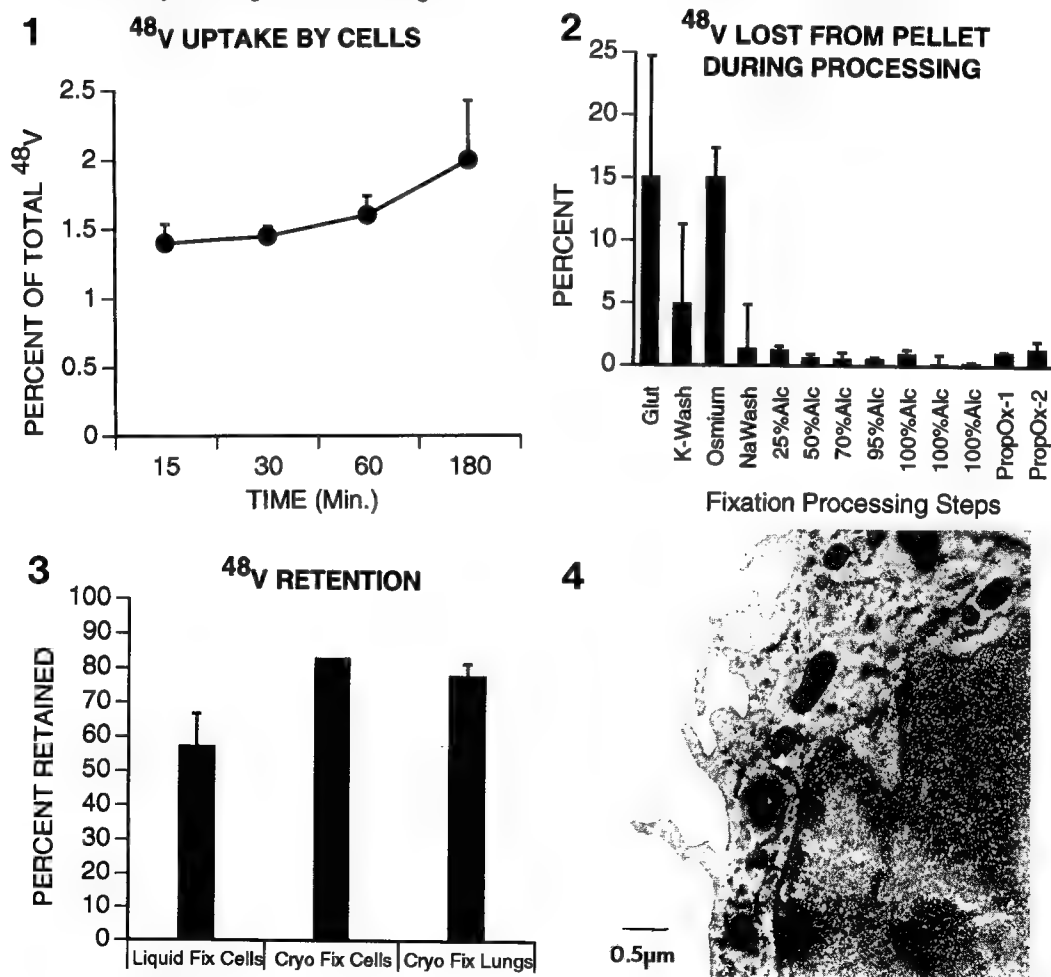 1
48V UPTAKE BY CELLS
2.5
2
1.5
1
0.5
0
PERCENT OF TOTAL 48V
15 30 60 180
TIME (Min.)
2
48V LOST FROM PELLET
DURING PROCESSING
25
20
15
10
5
0
PERCENT
Glut
K-Wash
Osmium
NaWash
25%Alc
50%Alc
70%Alc
95%Alc
100%Alc
100%Alc
100%Alc
PropOx-1
PropOx-2
Fixation Processing Steps
3
48V RETENTION
100
90
80
70
60
50
40
30
20
10
0
PERCENT RETAINED
Liquid Fix Cells Cryo Fix Cells Cryo Fix Lungs
4
0.5µm